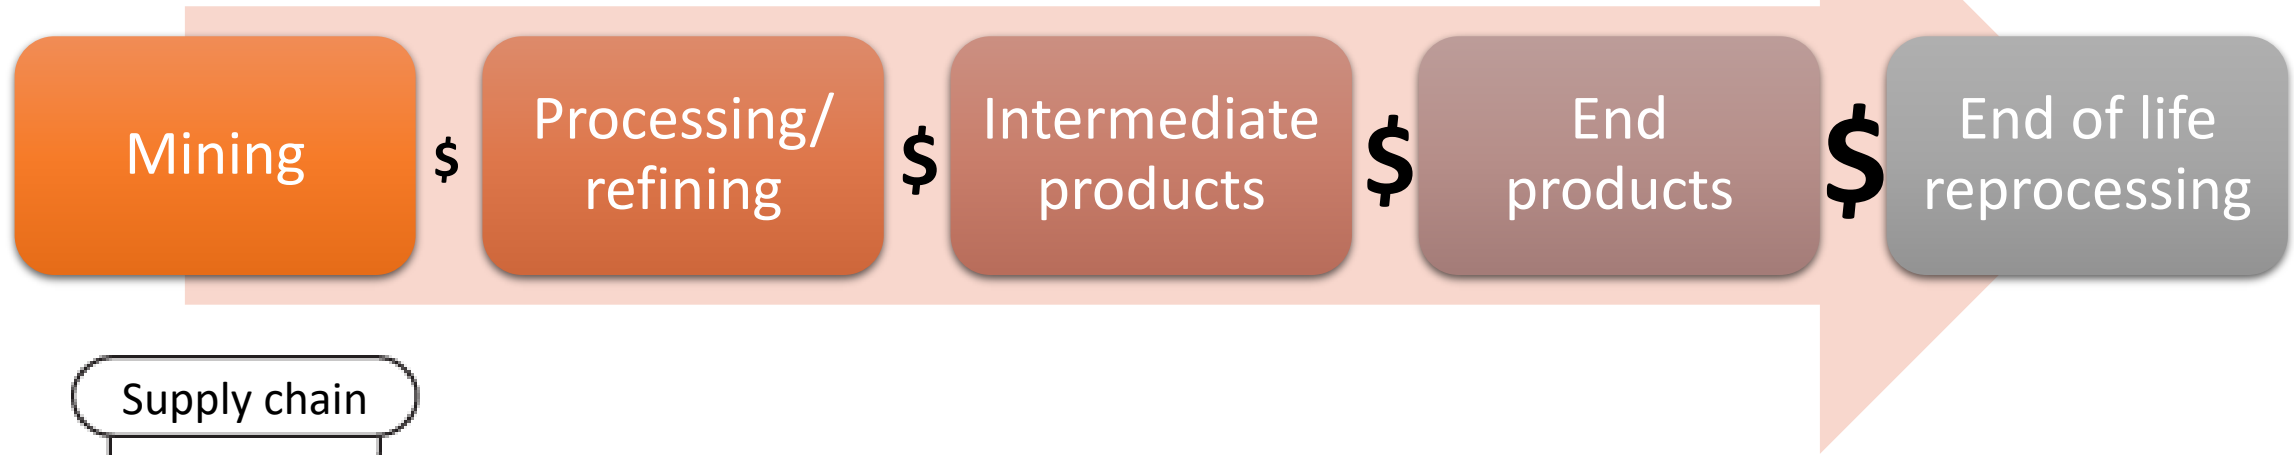 Mining
$
Processing/
refining
$
Intermediate
products
$
End
products
$
End of life
reprocessing
Supply chain